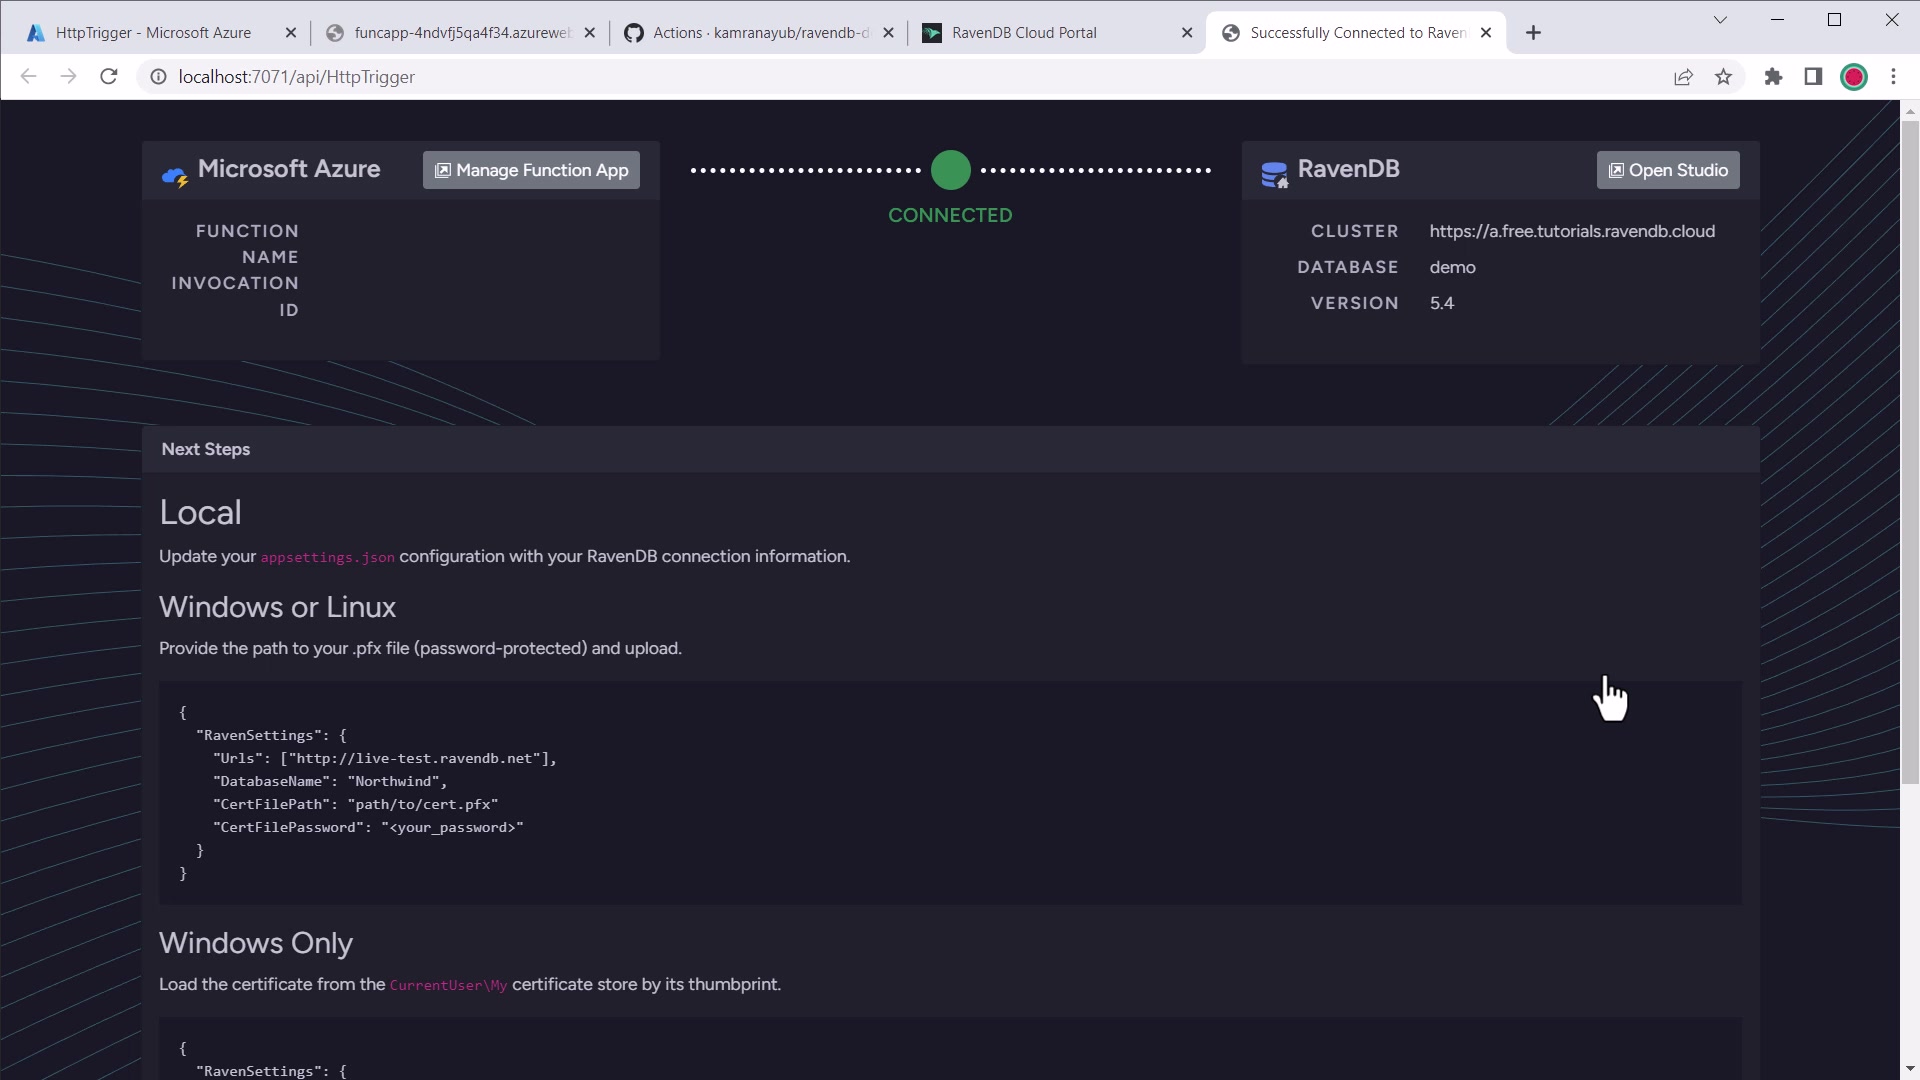 HttpTrigger - Microsoft Azure
funcapp-4ndvfj5qa4f34.azureweb
Actions · kamranayub/ravendb-d
RavenDB Cloud Portal
Successfully Connected to Raven
localhost:7071/api/HttpTrigger
Microsoft Azure
Manage Function App
FUNCTION
NAME
INVOCATION
ID
CONNECTED
RavenDB
Open Studio
CLUSTER https://a.free.tutorials.ravendb.cloud
DATABASE demo
VERSION 5.4
Next Steps
Local
Update your appsettings.json configuration with your RavenDB connection information.
Windows or Linux
Provide the path to your .pfx file (password-protected) and upload.
{
"RavenSettings": {
"Urls": ["http://live-test.ravendb.net"],
"DatabaseName": "Northwind",
"CertFilePath": "path/to/cert.pfx"
"CertFilePassword": "<your_password>"
}
}
Windows Only
Load the certificate from the CurrentUser\My certificate store by its thumbprint.
{
"RavenSettings": {